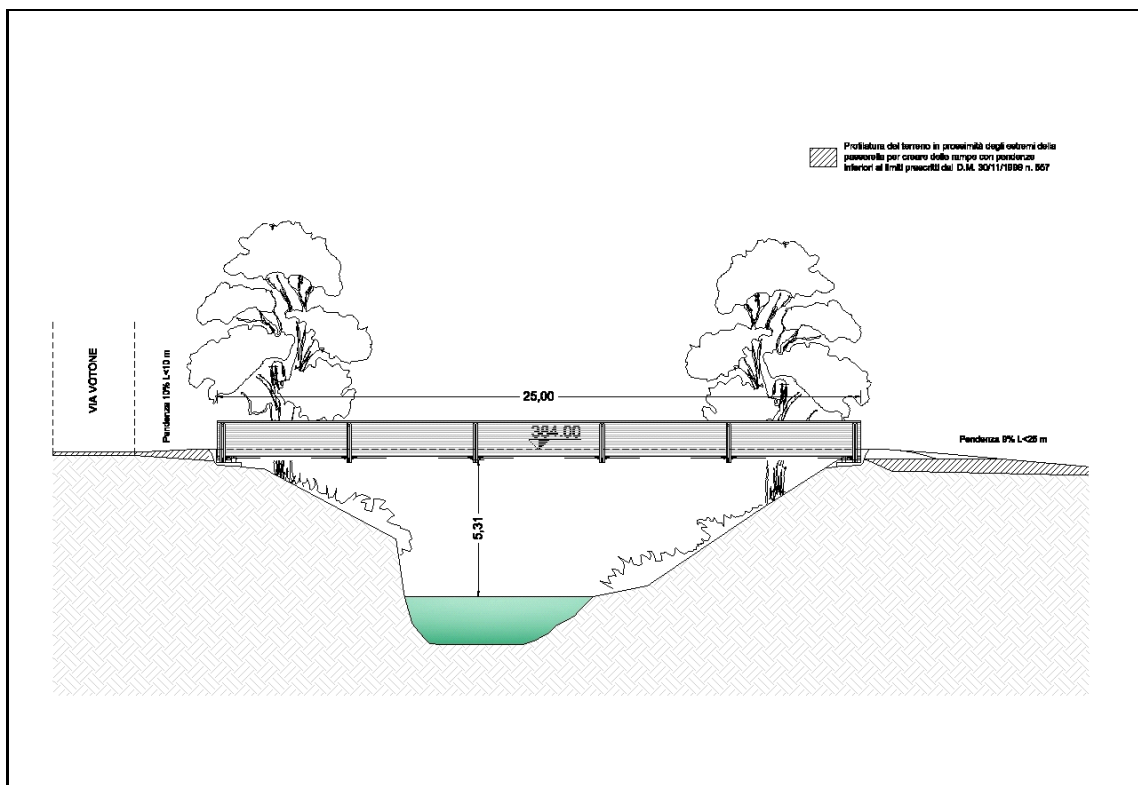 Profilatura del terreno in prossimità degli estremi della
passerella per creare delle rampe con pendenze
inferiori ai limiti prescritti dal D.M. 30/11/1999 n. 557
VIA VOTONE
Pendenza 10% L<10 m
25,00
384.00
Pendenza 8% L<25 m
5,31